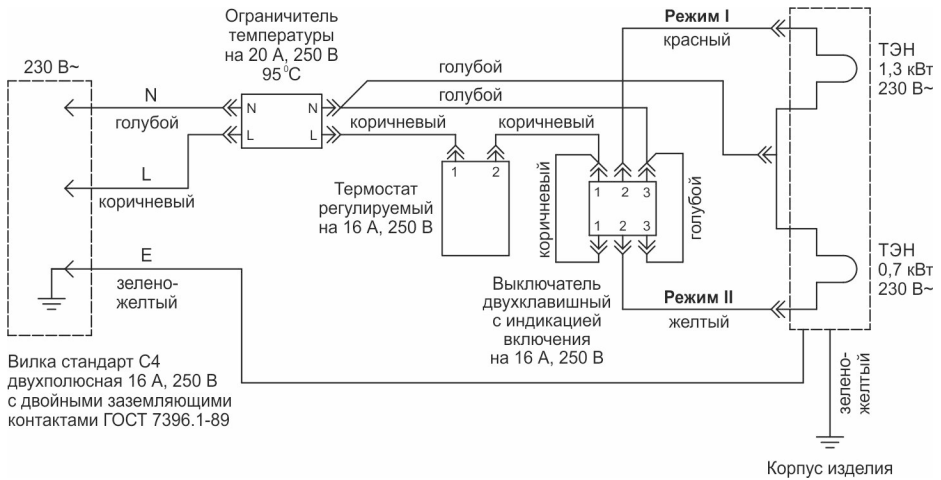 230 В~
Ограничитель
температуры
на 20 А, 250 В
95 °С
N
голубой
L
коричневый
E
зелено-
желтый
N N
L L
голубой
голубой
коричневый
коричневый
1 2
Термостат
регулируемый
на 16 А, 250 В
Режим I
красный
коричневый
1 2 3
1 2 3
голубой
Выключатель
двухклавишный
с индикацией
включения
на 16 А, 250 В
Режим II
желтый
ТЭН
1,3 кВт
230 В~
ТЭН
0,7 кВт
230 В~
зелено-
желтый
Корпус изделия
Вилка стандарт С4
двухполюсная 16 А, 250 В
с двойными заземляющими
контактами ГОСТ 7396.1-89